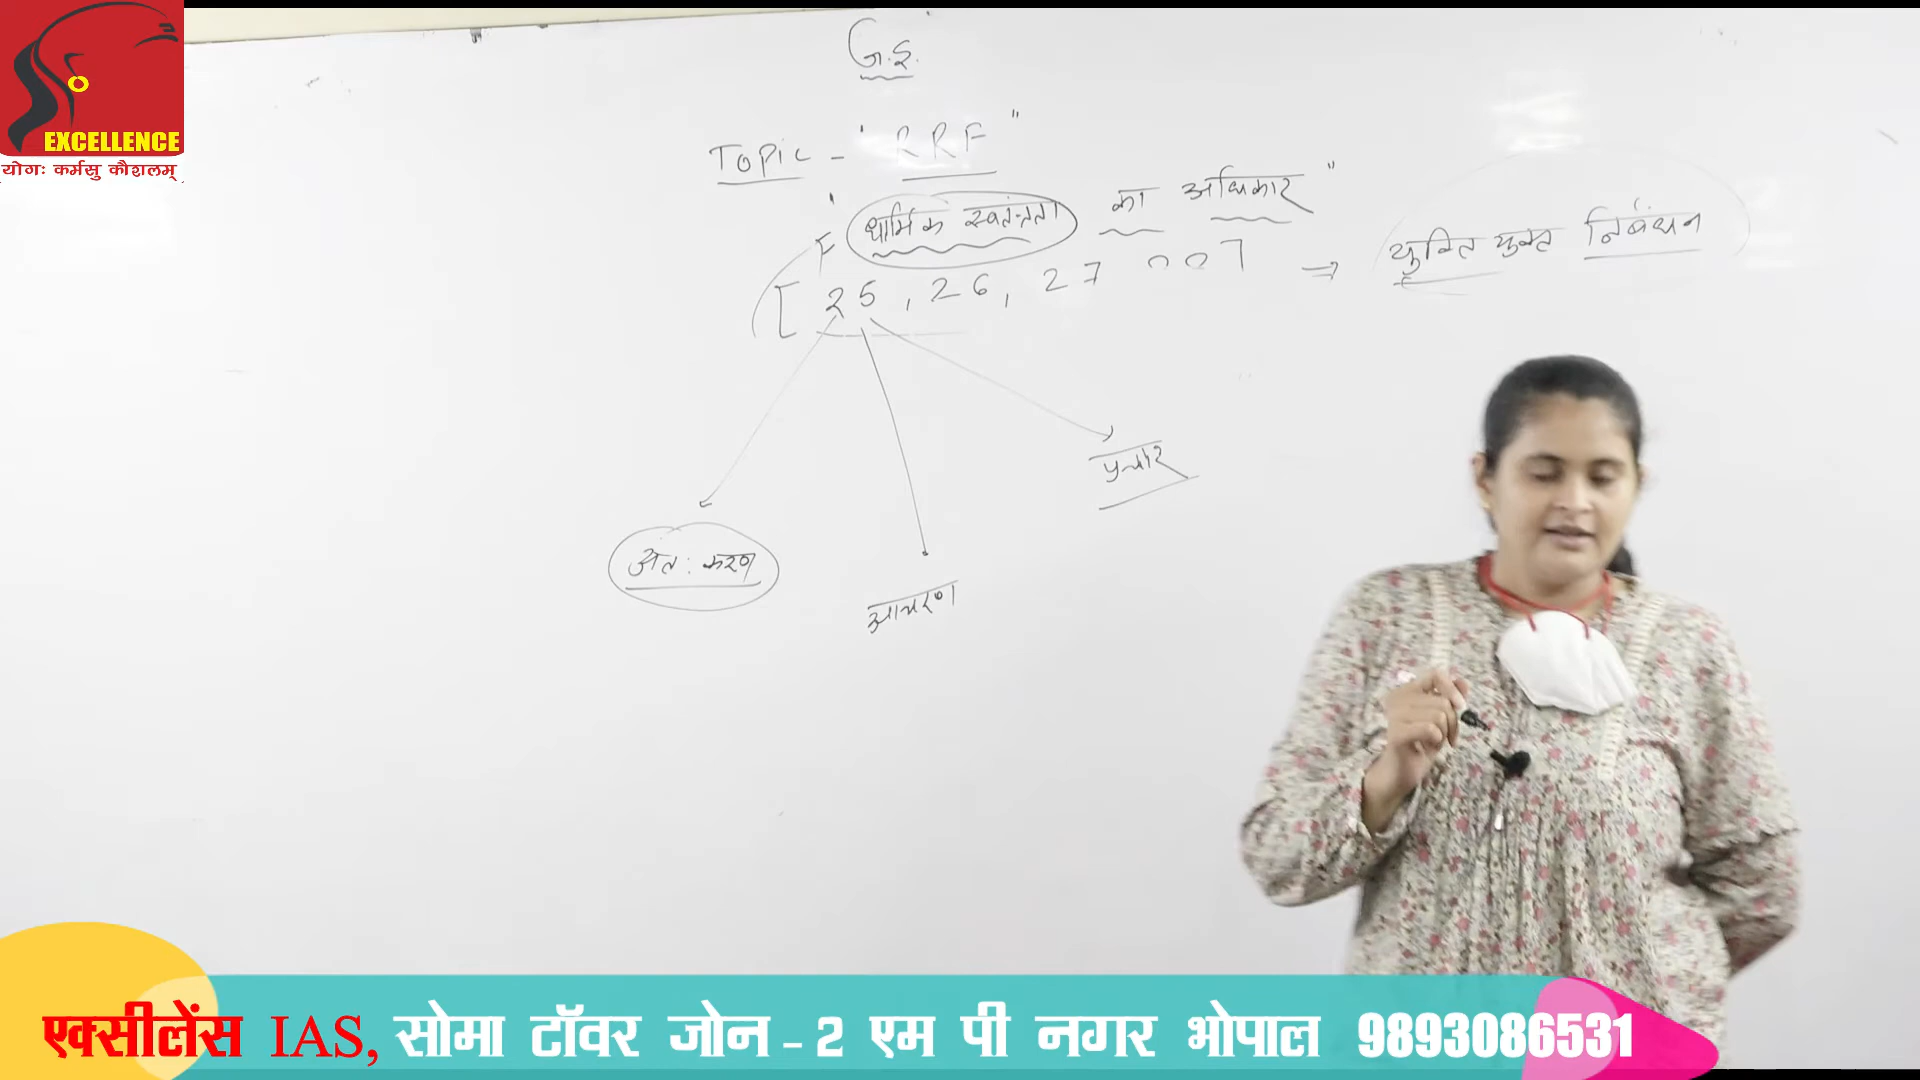 EXCELLENCE
योगः कर्मसु कौशलम्
G.S.
Topic - "RRF"
"धार्मिक स्वतंत्रता का अधिकार"
[ 25, 26, 27 ⇒ युक्ति युक्त निर्बंधन
प्रचार
अंत: करण
आचरण
एक्सीलेंस IAS, सोमा टॉवर जोन - 2 एम पी नगर भोपाल 9893086531